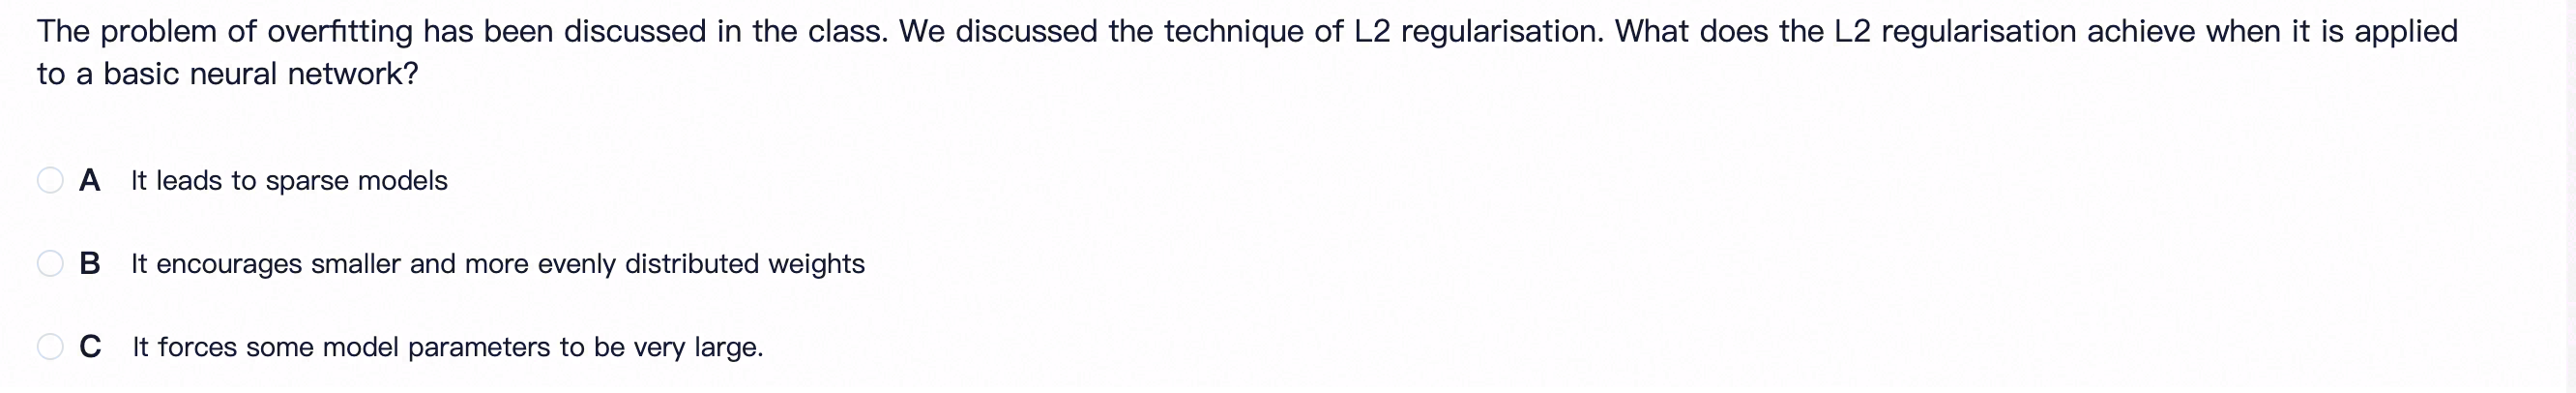 The problem of overfitting has been discussed in the class. We discussed the technique of L2 regularisation. What does the L2 regularisation achieve when it is applied
to a basic neural network?
A It leads to sparse models
B It encourages smaller and more evenly distributed weights
C It forces some model parameters to be very large.